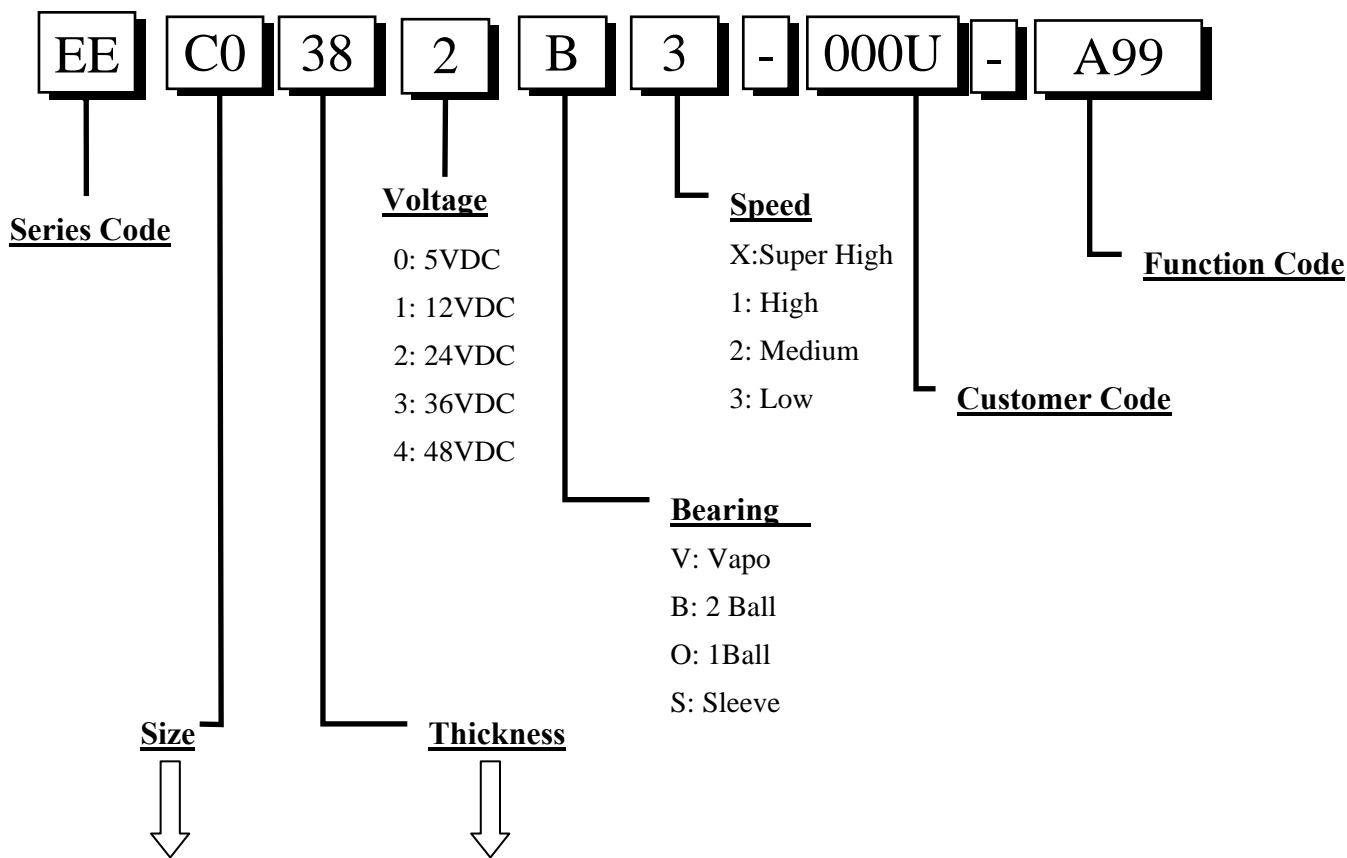 EE C0 38 2 B 3 - 000U - A99
Series Code
Voltage
0: 5VDC
1: 12VDC
2: 24VDC
3: 36VDC
4: 48VDC
Speed
X:Super High
1: High
2: Medium
3: Low
Function Code
Customer Code
Bearing
V: Vapo
B: 2 Ball
O: 1Ball
S: Sleeve
Size
Thickness